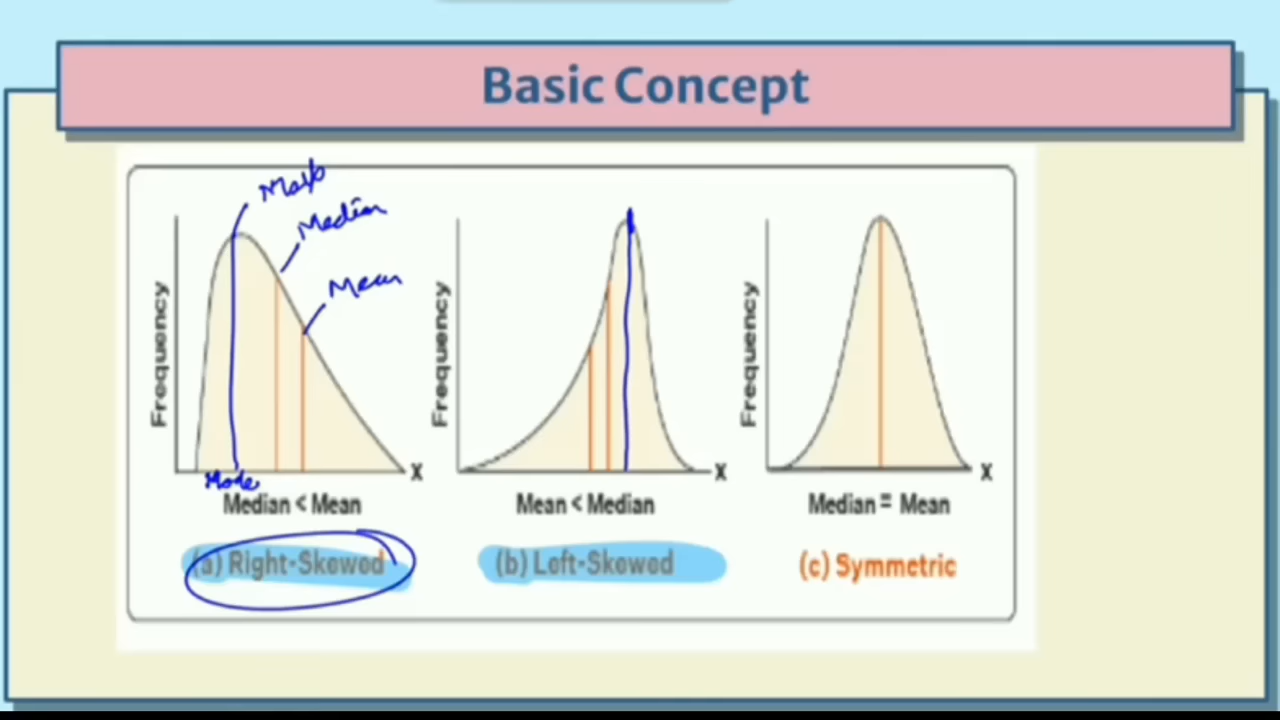 Basic Concept
Median
Mean
Frequency
Frequency
Frequency
X
X
X
Mode
Median < Mean
Mean < Median
Median = Mean
(a) Right-Skewed
(b) Left-Skewed
(c) Symmetric